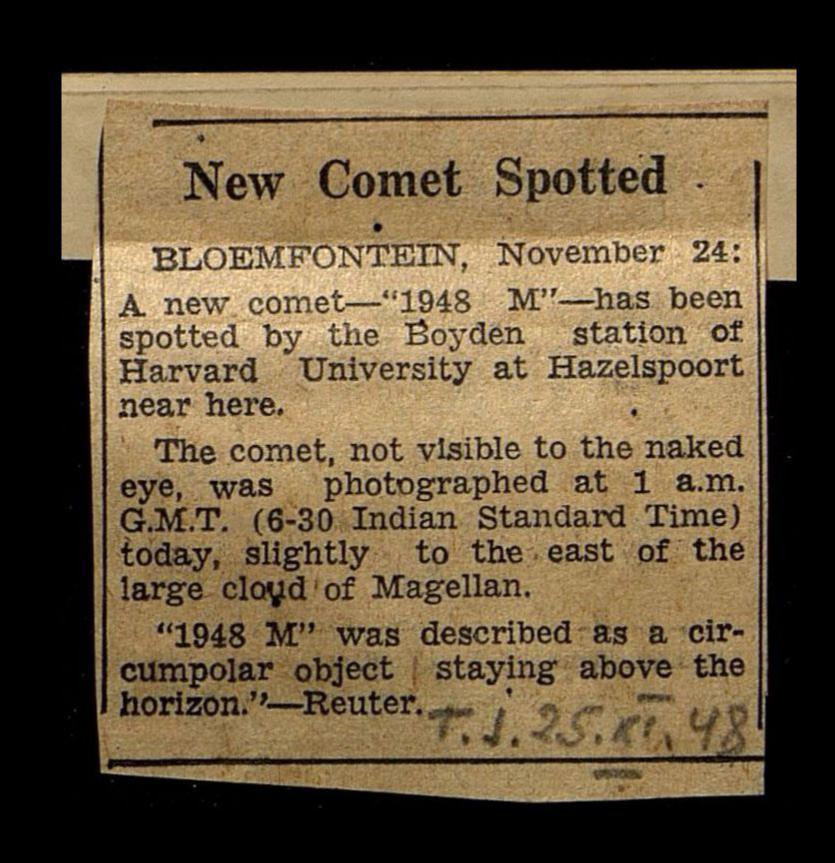 New Comet Spotted
BLOEMFONTEIN, November 24:
A new comet—"1948 M"—has been
spotted by the Boyden station of
Harvard University at Hazelspoort
near here.
The comet, not visible to the naked
eye, was photographed at 1 a.m.
G.M.T. (6-30 Indian Standard Time)
today, slightly to the east of the
large cloud of Magellan.
"1948 M" was described as a cir-
cumpolar object staying above the
horizon."—Reuter.
T.I. 25.XI.48